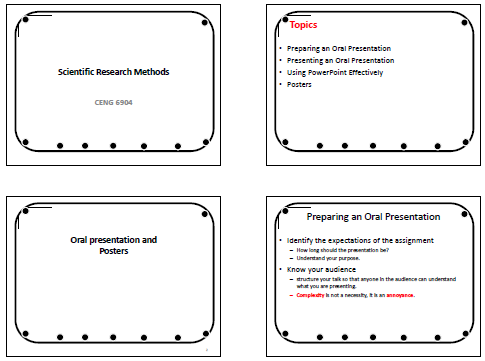 Scientific Research Methods
CENG 6904
Topics
• Preparing an Oral Presentation
• Presenting an Oral Presentation
• Using PowerPoint Effectively
• Posters
Oral presentation and
Posters
Preparing an Oral Presentation
• Identify the expectations of the assignment
– How long should the presentation be?
– Understand your purpose.
• Know your audience
– structure your talk so that anyone in the audience can understand
what you are presenting.
– Complexity is not a necessity, it is an annoyance.